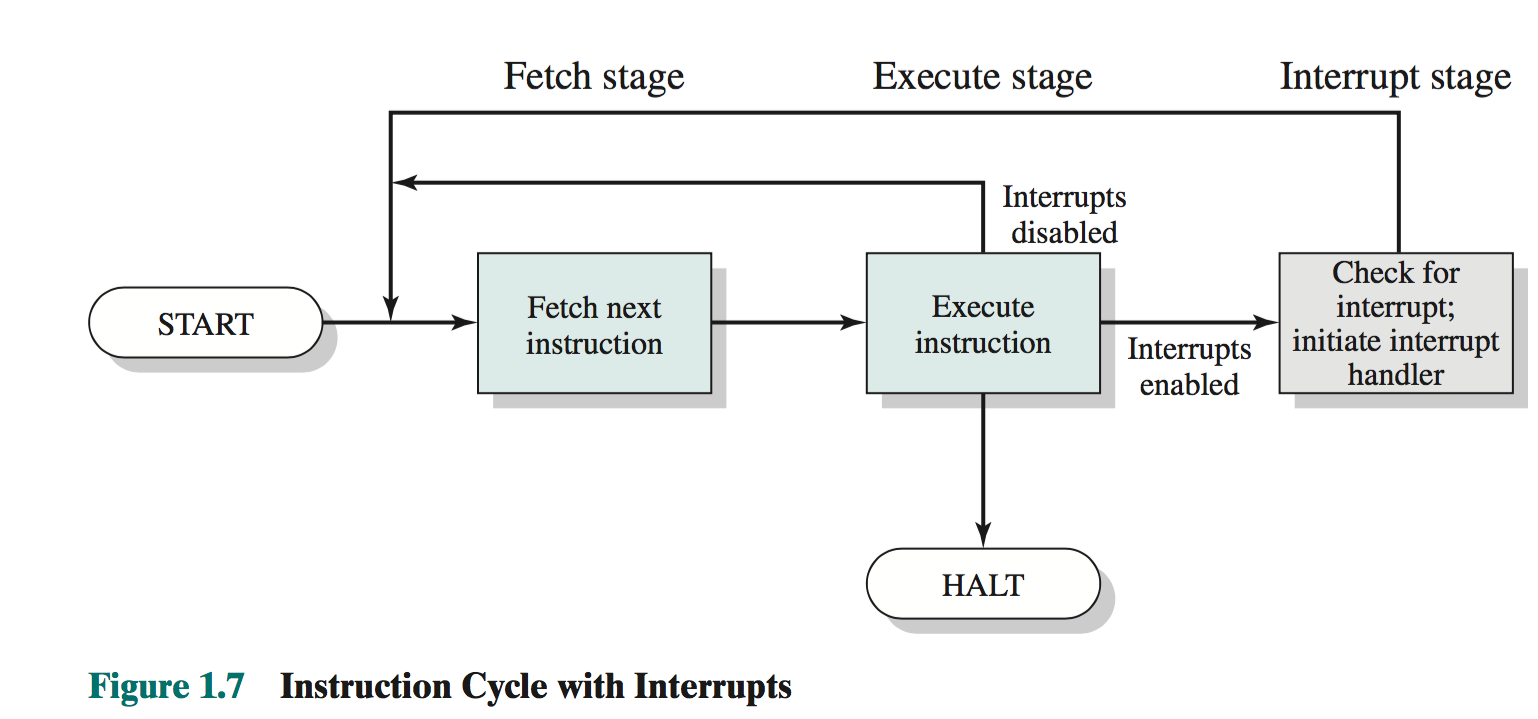 Fetch stage
Execute stage
Interrupt stage
Interrupts
disabled
START
Fetch next
instruction
Execute
instruction
Interrupts
enabled
Check for
interrupt;
initiate interrupt
handler
HALT
Figure 1.7 Instruction Cycle with Interrupts